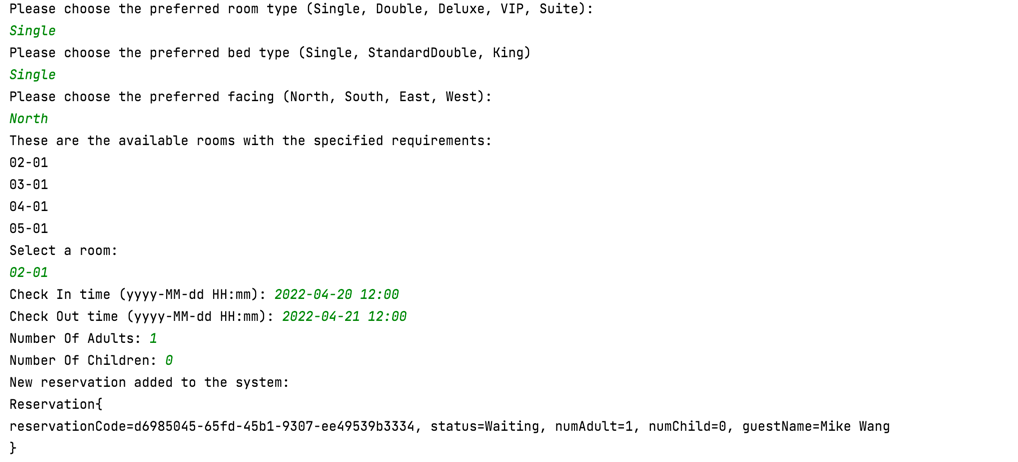 Please choose the preferred room type (Single, Double, Deluxe, VIP, Suite):
Single
Please choose the preferred bed type (Single, StandardDouble, King)
Single
Please choose the preferred facing (North, South, East, West):
North
These are the available rooms with the specified requirements:
02-01
03-01
04-01
05-01
Select a room:
02-01
Check In time (yyyy-MM-dd HH:mm): 2022-04-20 12:00
Check Out time (yyyy-MM-dd HH:mm): 2022-04-21 12:00
Number Of Adults: 1
Number Of Children: 0
New reservation added to the system:
Reservation{
reservationCode=d6985045-65fd-45b1-9307-ee49539b3334, status=Waiting, numAdult=1, numChild=0, guestName=Mike Wang
}